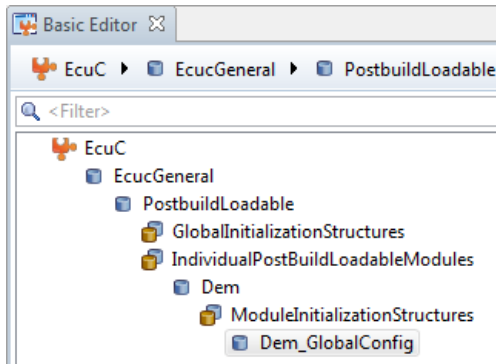 Basic Editor
EcuC EcucGeneral PostbuildLoadable
<Filter>
EcuC
EcucGeneral
PostbuildLoadable
GlobalInitializationStructures
IndividualPostBuildLoadableModules
Dem
ModuleInitializationStructures
Dem_GlobalConfig